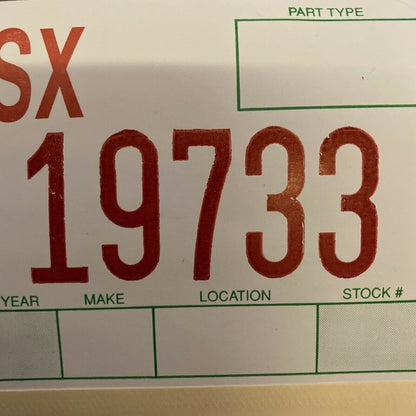 PART TYPE
SX
19733
YEAR MAKE LOCATION STOCK #